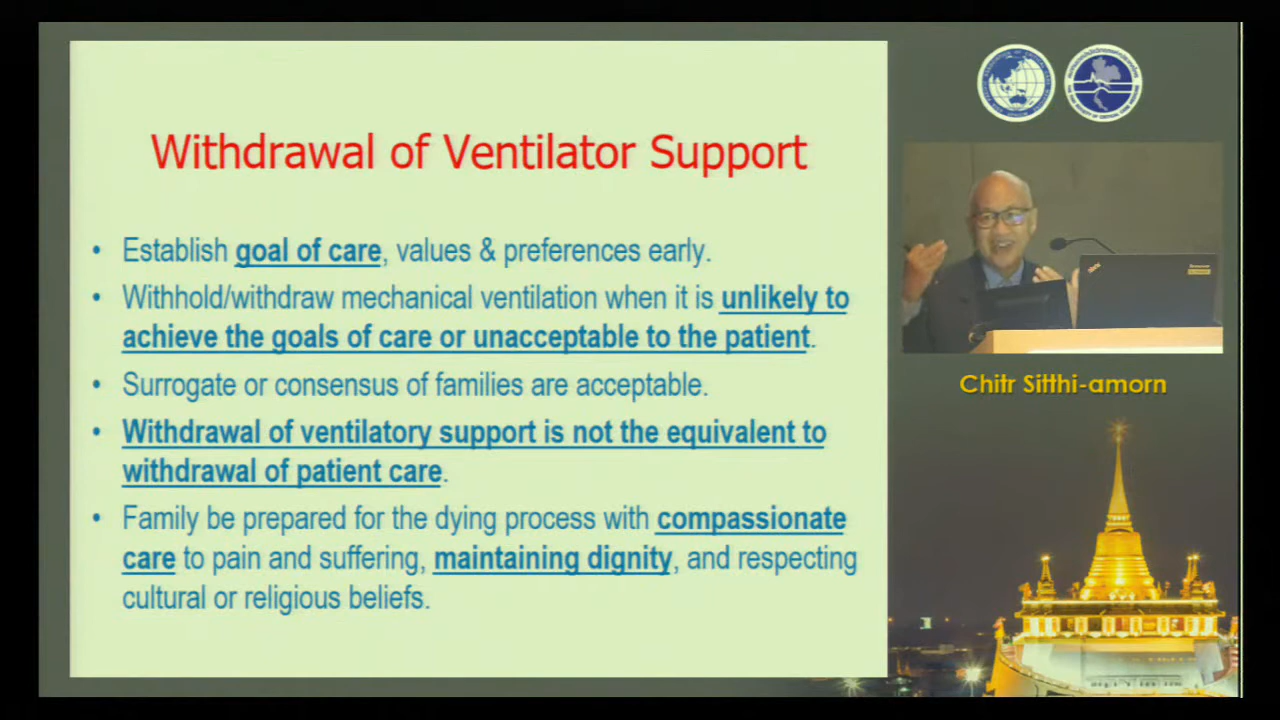 Withdrawal of Ventilator Support
• Establish goal of care, values & preferences early.
• Withhold/withdraw mechanical ventilation when it is unlikely to
achieve the goals of care or unacceptable to the patient.
• Surrogate or consensus of families are acceptable.
• Withdrawal of ventilatory support is not the equivalent to
withdrawal of patient care.
• Family be prepared for the dying process with compassionate
care to pain and suffering, maintaining dignity, and respecting
cultural or religious beliefs.
Chitr Sitthi-amorn